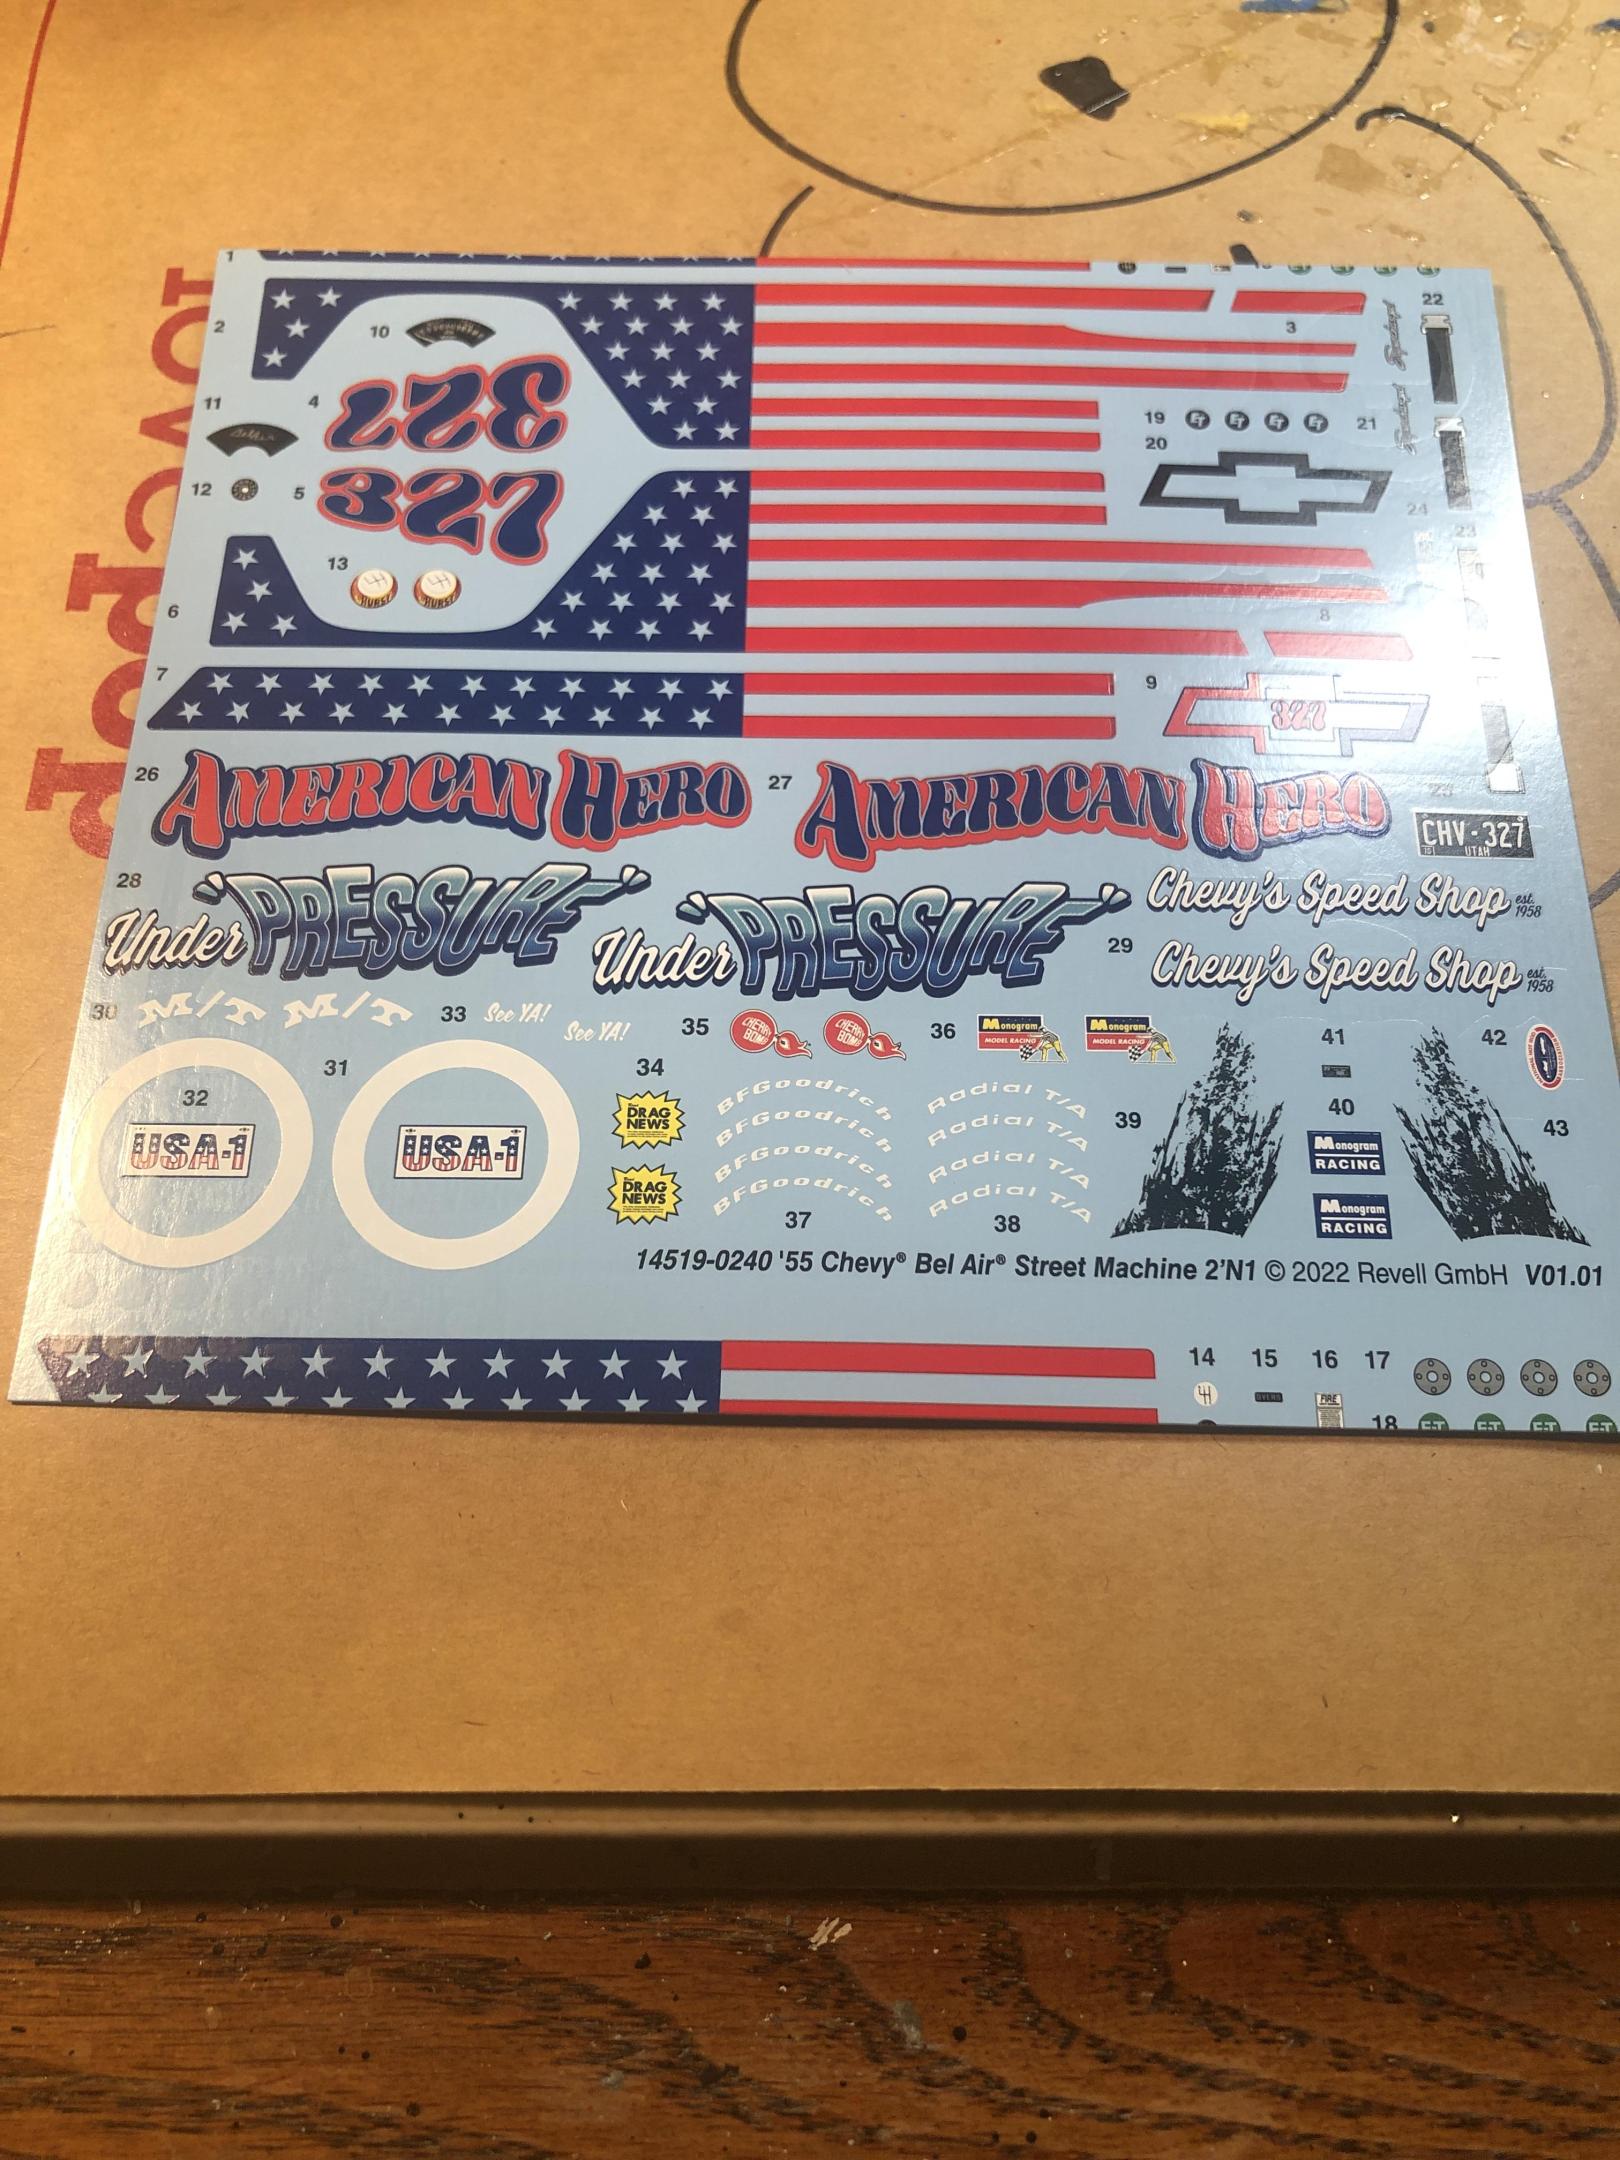 1
2
10
3
22
11
4
327
19
ET ET ET ET
21
20
12
5
327
24
23
13
HURST HURST
6
8
7
9
327
26
AMERICAN HERO
27
AMERICAN HERO
CHV-327
UTAH
28
Under PRESSURE
Under PRESSURE
Chevy's Speed Shop est. 1958
29
Chevy's Speed Shop est. 1958
30
M/T M/T
33
See YA!
See YA!
35
CHERRY BOMB
CHERRY BOMB
36
Monogram
MODEL RACING
Monogram
MODEL RACING
41
42
31
34
32
USA-1
USA-1
DRAG NEWS
DRAG NEWS
BFGoodrich
BFGoodrich
BFGoodrich
BFGoodrich
37
Radial T/A
Radial T/A
Radial T/A
Radial T/A
38
39
40
Monogram
RACING
Monogram
RACING
43
14519-0240 '55 Chevy® Bel Air® Street Machine 2'N1 © 2022 Revell GmbH V01.01
14
15
16
17
FIRE
18